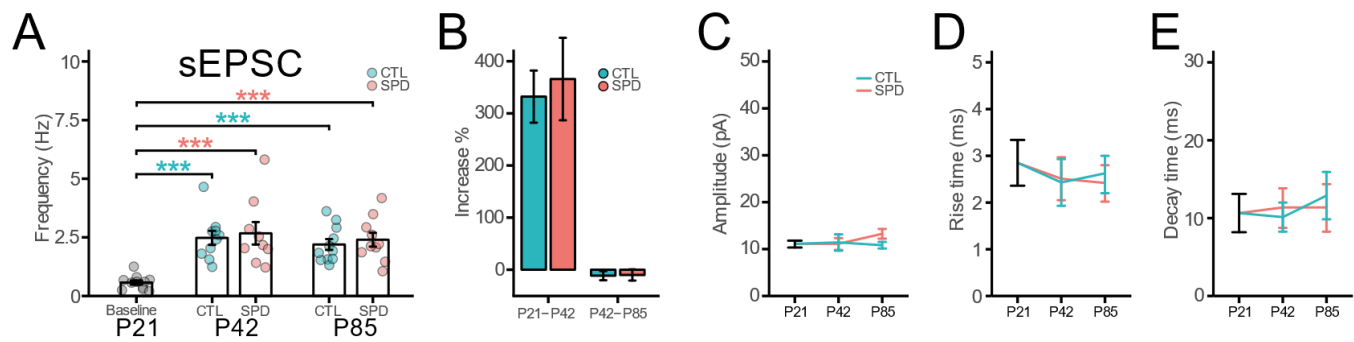 A
sEPSC
CTL
SPD
Frequency (Hz)
10
7.5
5
2.5
0
***
***
***
***
Baseline
CTL
SPD
CTL
SPD
P21
P42
P85
B
CTL
SPD
Increase %
400
300
400
200
0
P21-P42
P42-P85
C
CTL
SPD
Amplitude (pA)
50
40
30
20
10
0
P21
P42
P85
D
Rise time (ms)
5
4
3
2
1
0
P21
P42
P85
E
Decay time (ms)
30
20
10
0
P21
P42
P85